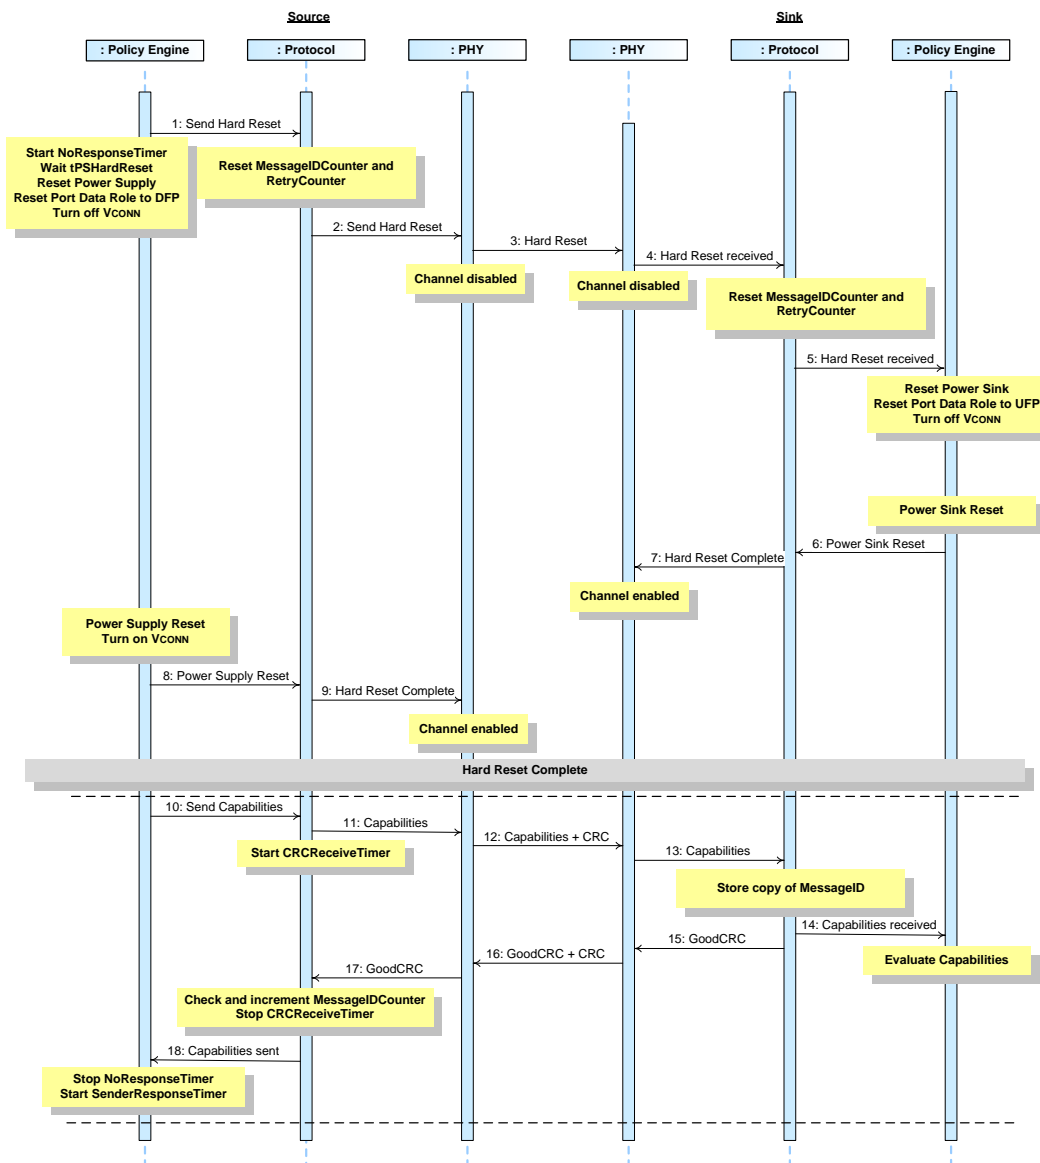 Source
Sink
: Policy Engine
: Protocol
: PHY
: PHY
: Protocol
: Policy Engine
1: Send Hard Reset
Start NoResponseTimer
Wait tPSHardReset
Reset Power Supply
Reset Port Data Role to DFP
Turn off VCONN
Reset MessageIDCounter and
RetryCounter
2: Send Hard Reset
3: Hard Reset
4: Hard Reset received
Channel disabled
Channel disabled
Reset MessageIDCounter and
RetryCounter
5: Hard Reset received
Reset Power Sink
Reset Port Data Role to UFP
Turn off VCONN
Power Sink Reset
6: Power Sink Reset
7: Hard Reset Complete
Channel enabled
Power Supply Reset
Turn on VCONN
8: Power Supply Reset
9: Hard Reset Complete
Channel enabled
Hard Reset Complete
10: Send Capabilities
11: Capabilities
12: Capabilities + CRC
Start CRCReceiveTimer
13: Capabilities
Store copy of MessageID
14: Capabilities received
15: GoodCRC
16: GoodCRC + CRC
Evaluate Capabilities
17: GoodCRC
Check and increment MessageIDCounter
Stop CRCReceiveTimer
18: Capabilities sent
Stop NoResponseTimer
Start SenderResponseTimer